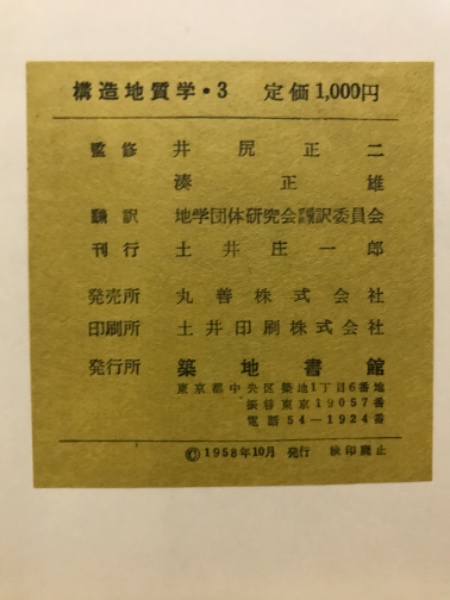 構造地質学・3 定価1,000円
監修 井尻正二
湊正雄
翻訳 地学団体研究会翻訳委員会
刊行 土井庄一郎
発売所 丸善株式会社
印刷所 土井印刷株式会社
発行所 築地書館
東京都中央区築地1丁目6番地
振替東京19057番
電話54-1924番
©1958年10月 発行 検印廃止